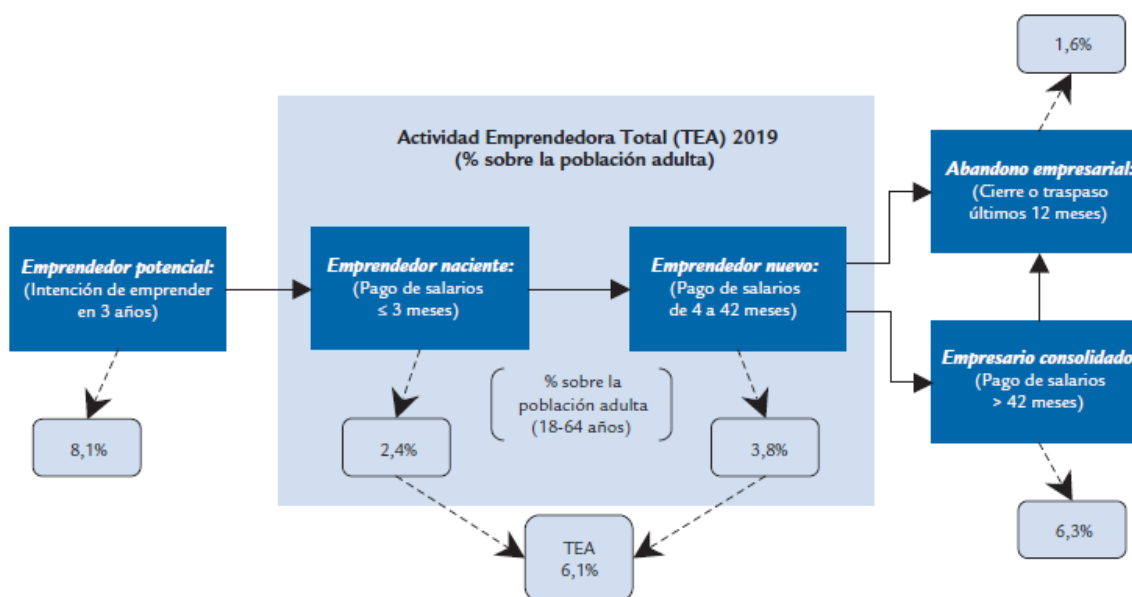 1,6%
Actividad Emprendedora Total (TEA) 2019
(% sobre la población adulta)
Abandono empresarial:
(Cierre o traspaso
últimos 12 meses)
Emprendedor potencial:
(Intención de emprender
en 3 años)
Emprendedor naciente:
(Pago de salarios
≤ 3 meses)
Emprendedor nuevo:
(Pago de salarios
de 4 a 42 meses)
Empresario consolidado
(Pago de salarios
> 42 meses)
% sobre la
población adulta
(18-64 años)
8,1%
2,4%
3,8%
6,3%
TEA
6,1%